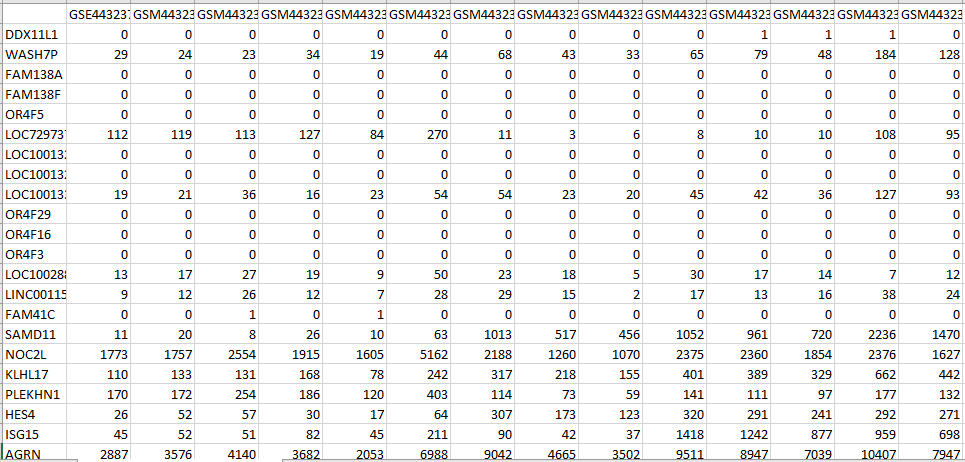 GSE44323 GSM44323 GSM44323 GSM44323 GSM44323 GSM44323 GSM44323 GSM44323 GSM44323 GSM44323 GSM44323 GSM44323 GSM44323 GSM44323
DDX11L1 0 0 0 0 0 0 0 0 0 0 1 1 1 0
WASH7P 29 24 23 34 19 44 68 43 33 65 79 48 184 128
FAM138A 0 0 0 0 0 0 0 0 0 0 0 0 0 0
FAM138F 0 0 0 0 0 0 0 0 0 0 0 0 0 0
OR4F5 0 0 0 0 0 0 0 0 0 0 0 0 0 0
LOC729737 112 119 113 127 84 270 11 3 6 8 10 10 108 95
LOC10013 0 0 0 0 0 0 0 0 0 0 0 0 0 0
LOC10013 0 0 0 0 0 0 0 0 0 0 0 0 0 0
LOC10013 19 21 36 16 23 54 54 23 20 45 42 36 127 93
OR4F29 0 0 0 0 0 0 0 0 0 0 0 0 0 0
OR4F16 0 0 0 0 0 0 0 0 0 0 0 0 0 0
OR4F3 0 0 0 0 0 0 0 0 0 0 0 0 0 0
LOC100288 13 17 27 19 9 50 23 18 5 30 17 14 7 12
LINC00115 9 12 26 12 7 28 29 15 2 17 13 16 38 24
FAM41C 0 0 1 0 1 0 0 0 0 0 0 0 0 0
SAMD11 11 20 8 26 10 63 1013 517 456 1052 961 720 2236 1470
NOC2L 1773 1757 2554 1915 1605 5162 2188 1260 1070 2375 2360 1854 2376 1627
KLHL17 110 133 131 168 78 242 317 218 155 401 389 329 662 442
PLEKHN1 170 172 254 186 120 403 114 73 59 141 111 97 177 132
HES4 26 52 57 30 17 64 307 173 123 320 291 241 292 271
ISG15 45 52 51 82 45 211 90 42 37 1418 1242 877 959 698
AGRN 2887 3576 4140 3682 2053 6988 9042 4665 3502 9511 8947 7039 10407 7947